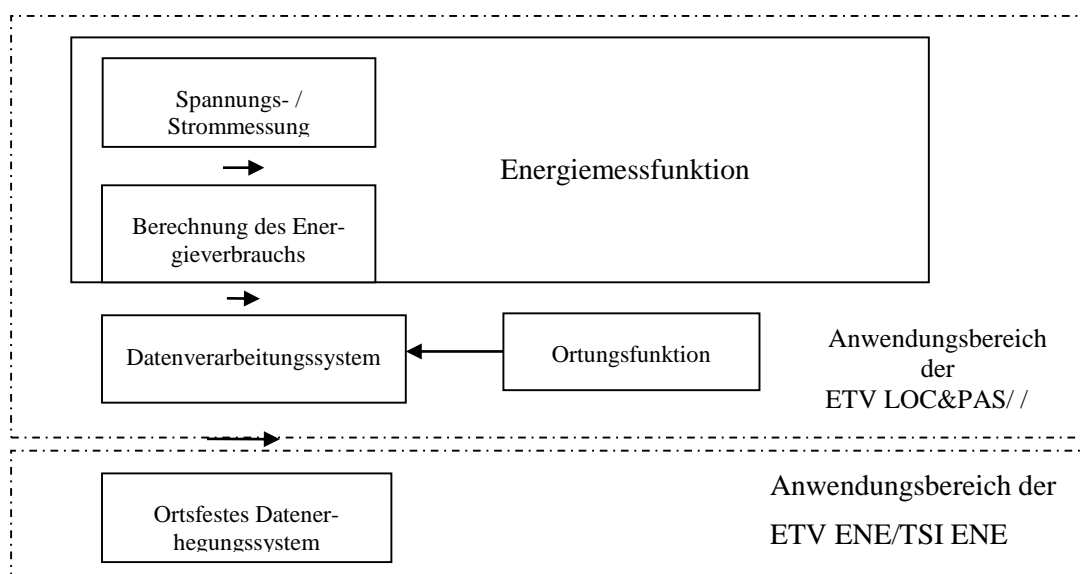 Spannungs- /
Strommessung
Energiemessfunktion
Berechnung des Ener-
gieverbrauchs
Datenverarbeitungssystem
Ortungsfunktion
Anwendungsbereich
der
ETV LOC&PAS/ /
Ortsfestes Datener-
hegungssystem
Anwendungsbereich der
ETV ENE/TSI ENE